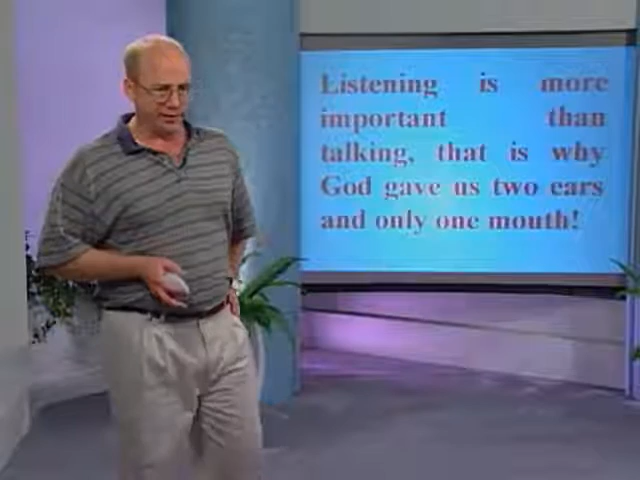 Listening is more
important than
talking, that is why
God gave us two ears
and only one mouth!